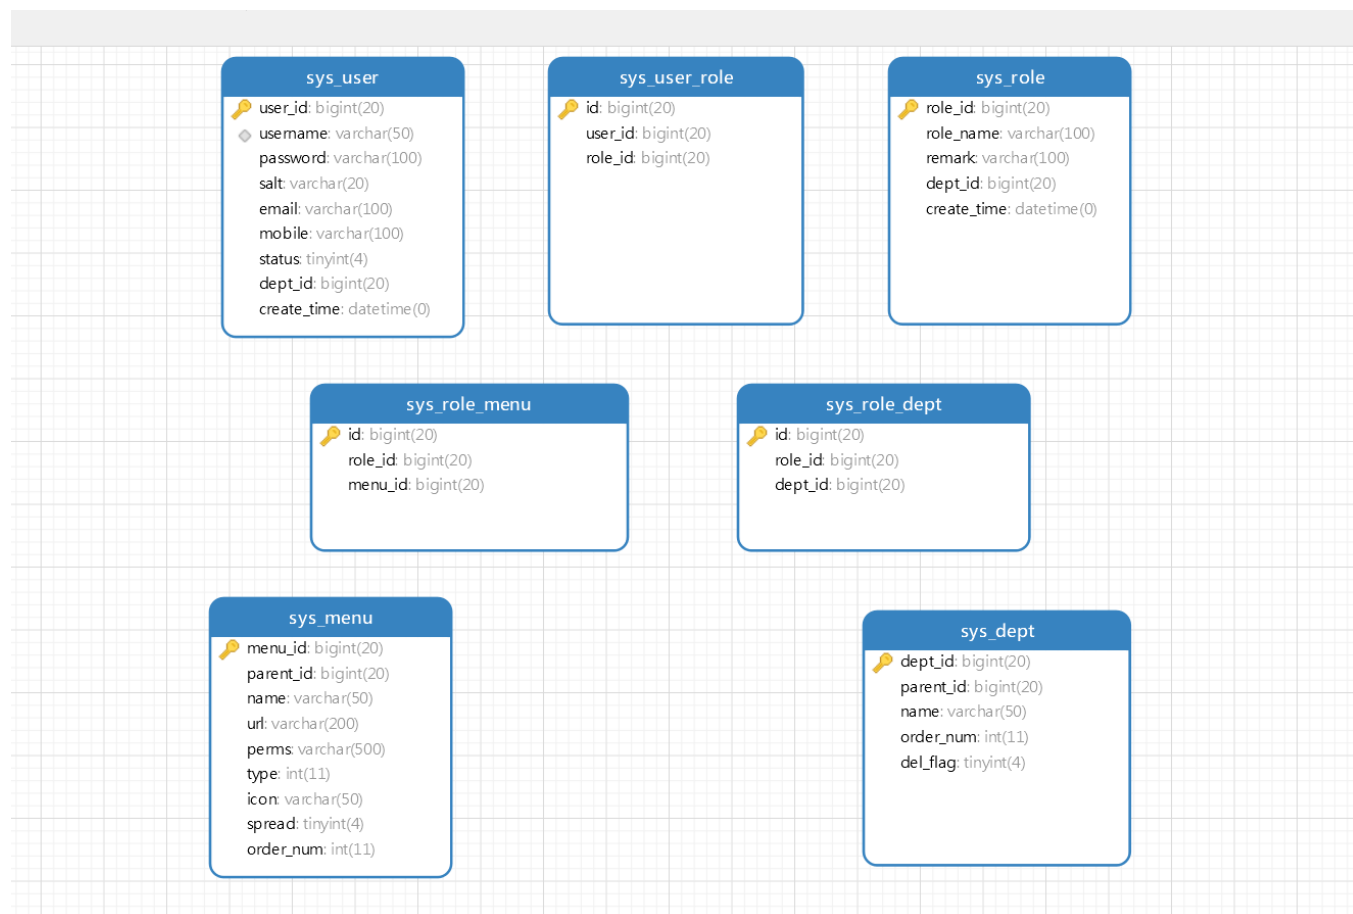 sys_user
user_id: bigint(20)
username: varchar(50)
password: varchar(100)
salt: varchar(20)
email: varchar(100)
mobile: varchar(100)
status: tinyint(4)
dept_id: bigint(20)
create_time: datetime(0)
sys_user_role
id: bigint(20)
user_id: bigint(20)
role_id: bigint(20)
sys_role
role_id: bigint(20)
role_name: varchar(100)
remark: varchar(100)
dept_id: bigint(20)
create_time: datetime(0)
sys_role_menu
id: bigint(20)
role_id: bigint(20)
menu_id: bigint(20)
sys_role_dept
id: bigint(20)
role_id: bigint(20)
dept_id: bigint(20)
sys_menu
menu_id: bigint(20)
parent_id: bigint(20)
name: varchar(50)
url: varchar(200)
perms: varchar(500)
type: int(11)
icon: varchar(50)
spread: tinyint(4)
order_num: int(11)
sys_dept
dept_id: bigint(20)
parent_id: bigint(20)
name: varchar(50)
order_num: int(11)
del_flag: tinyint(4)